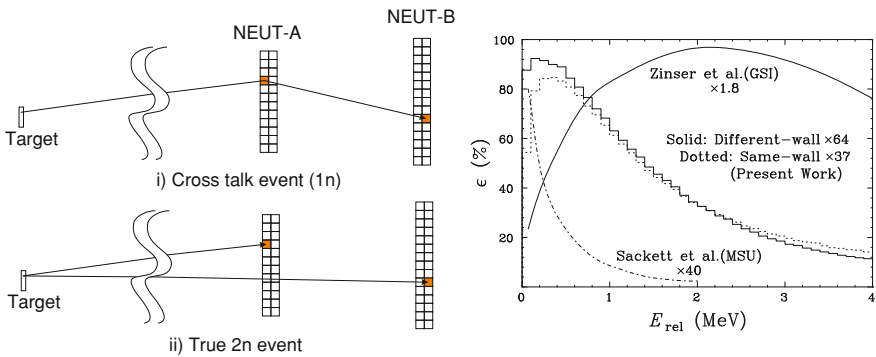 NEUT-A
NEUT-B
Target
i) Cross talk event (1n)
Target
ii) True 2n event
100
80
60
40
20
0
1
2
3
4
ϵ (%)
E_rel (MeV)
Zinser et al.(GSI)
×1.8
Solid: Different-wall ×64
Dotted: Same-wall ×37
(Present Work)
Sackett et al.(MSU)
×40